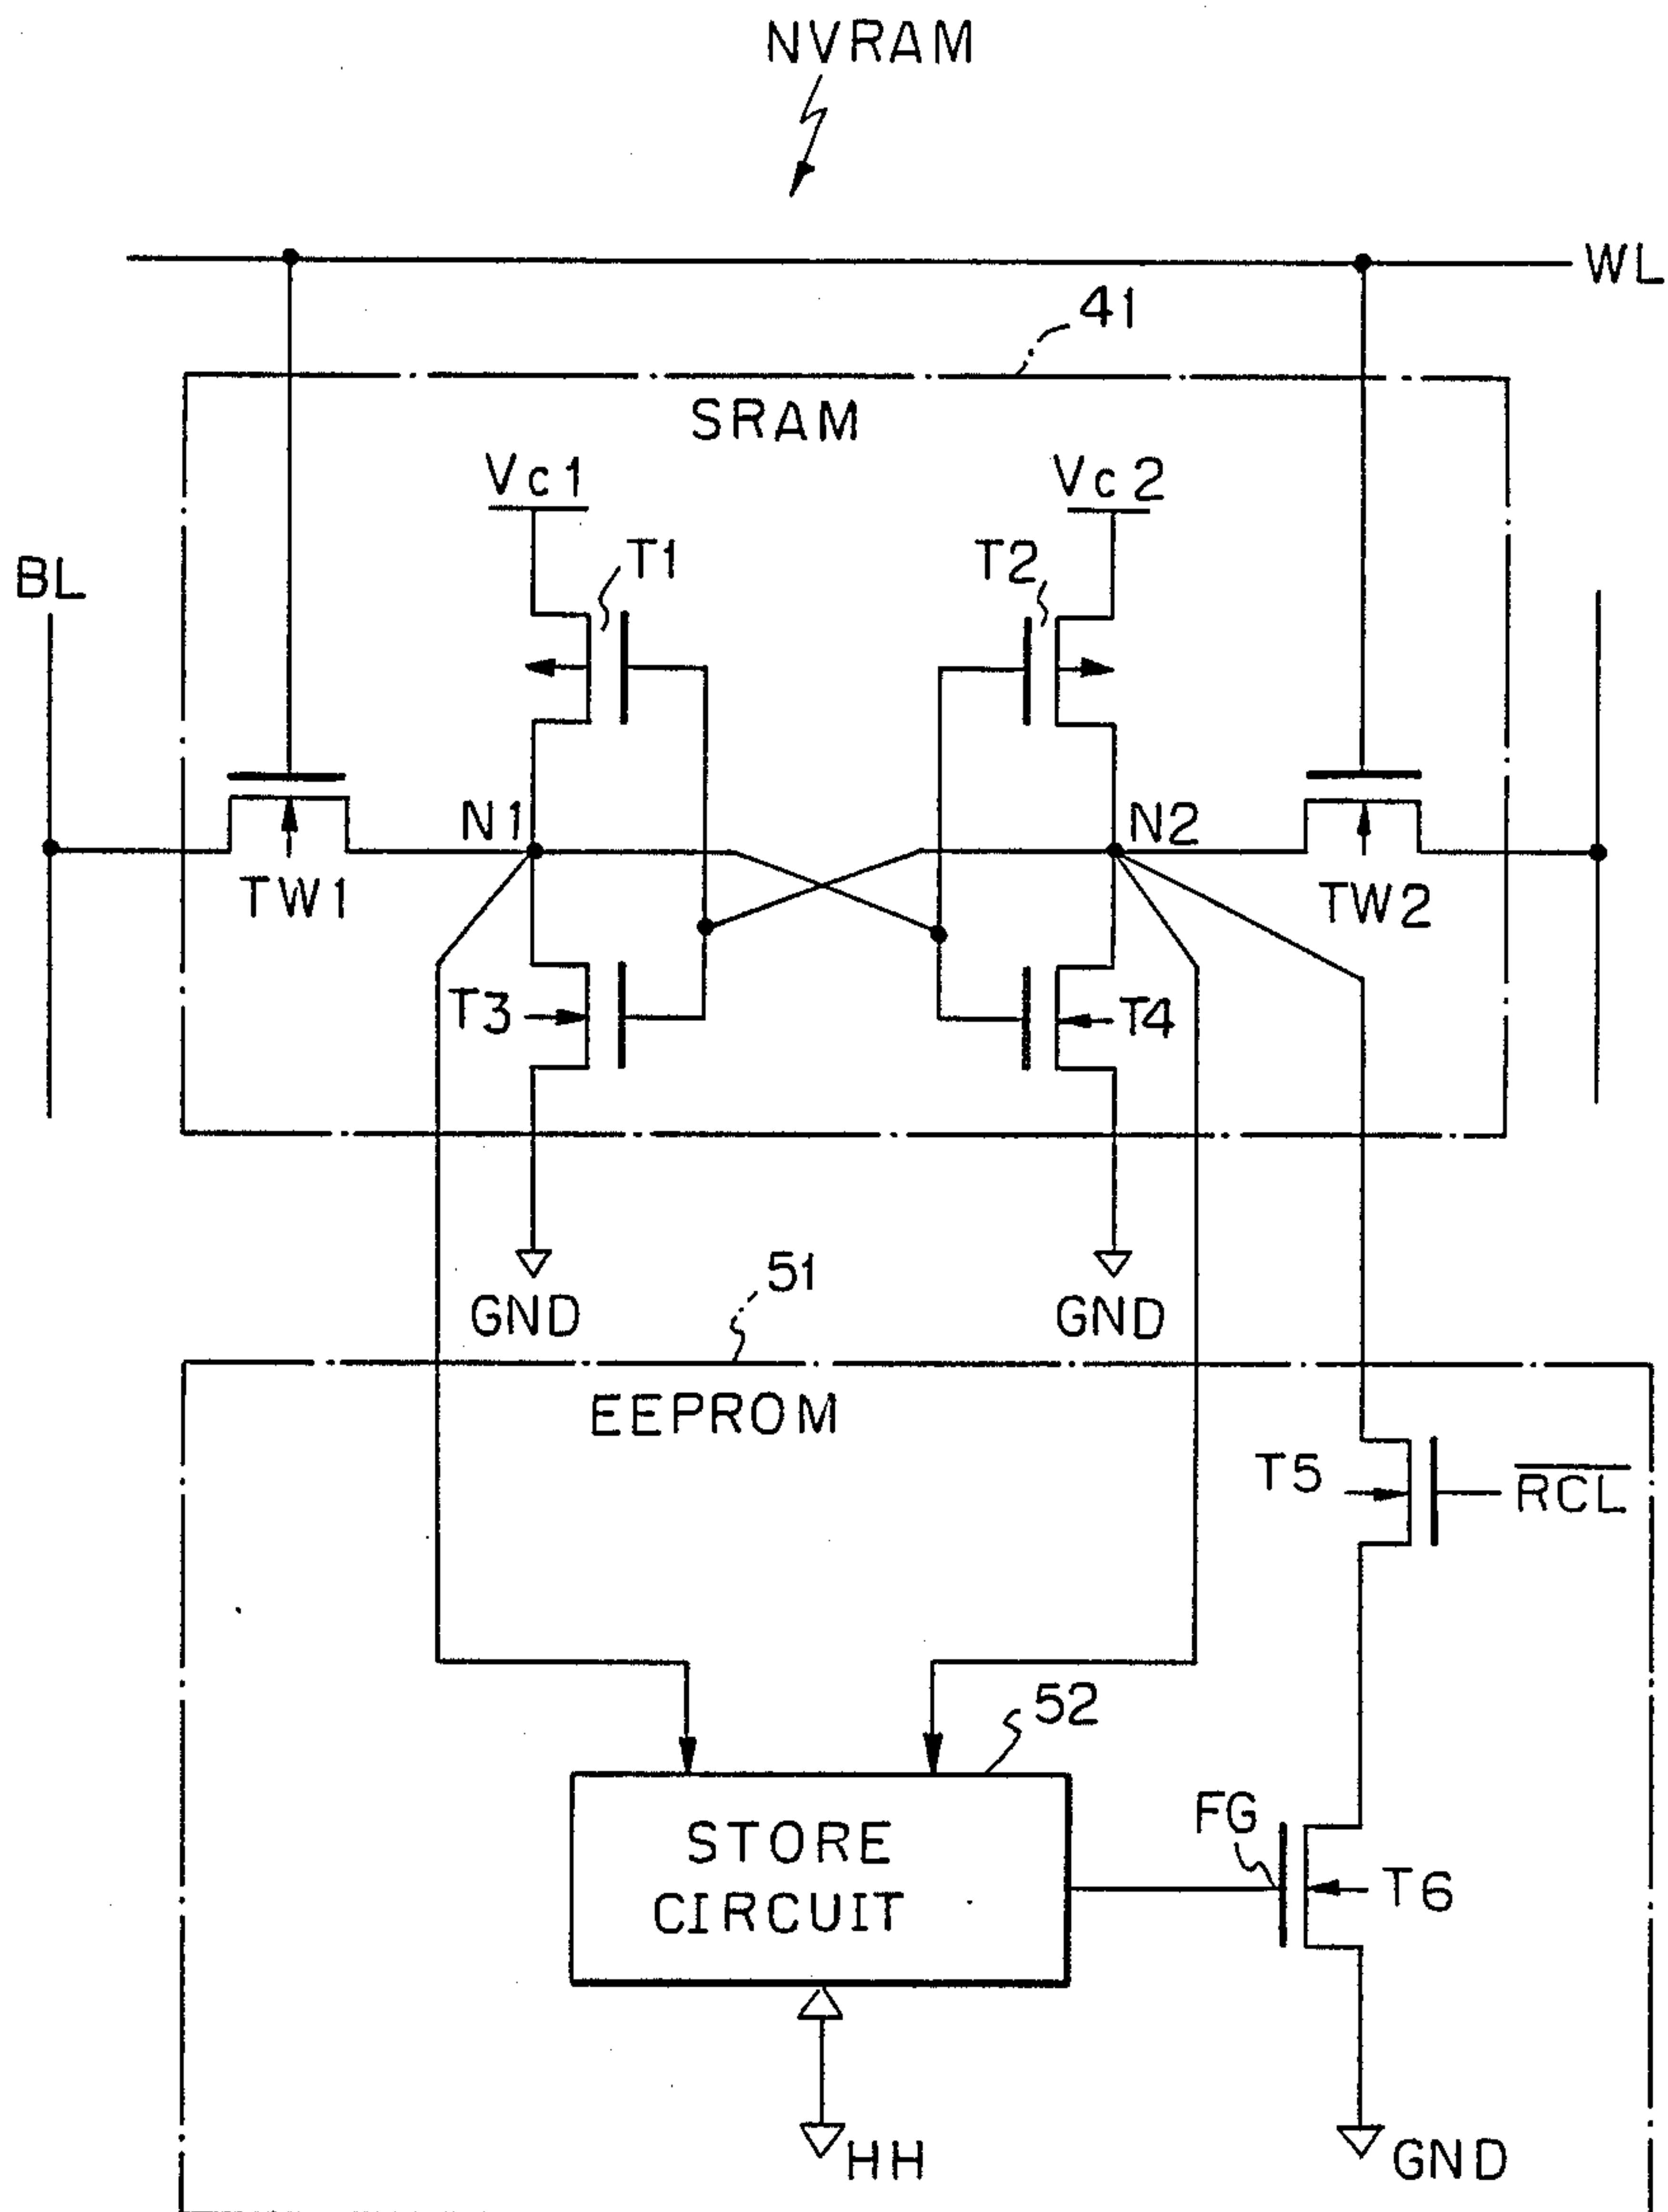 NVRAM
WL
41
SRAM
Vc1
Vc2
BL
T1
T2
N1
N2
TW1
TW2
T3
T4
GND
GND
51
EEPROM
T5
RCL
52
STORE
CIRCUIT
FG
T6
HH
GND